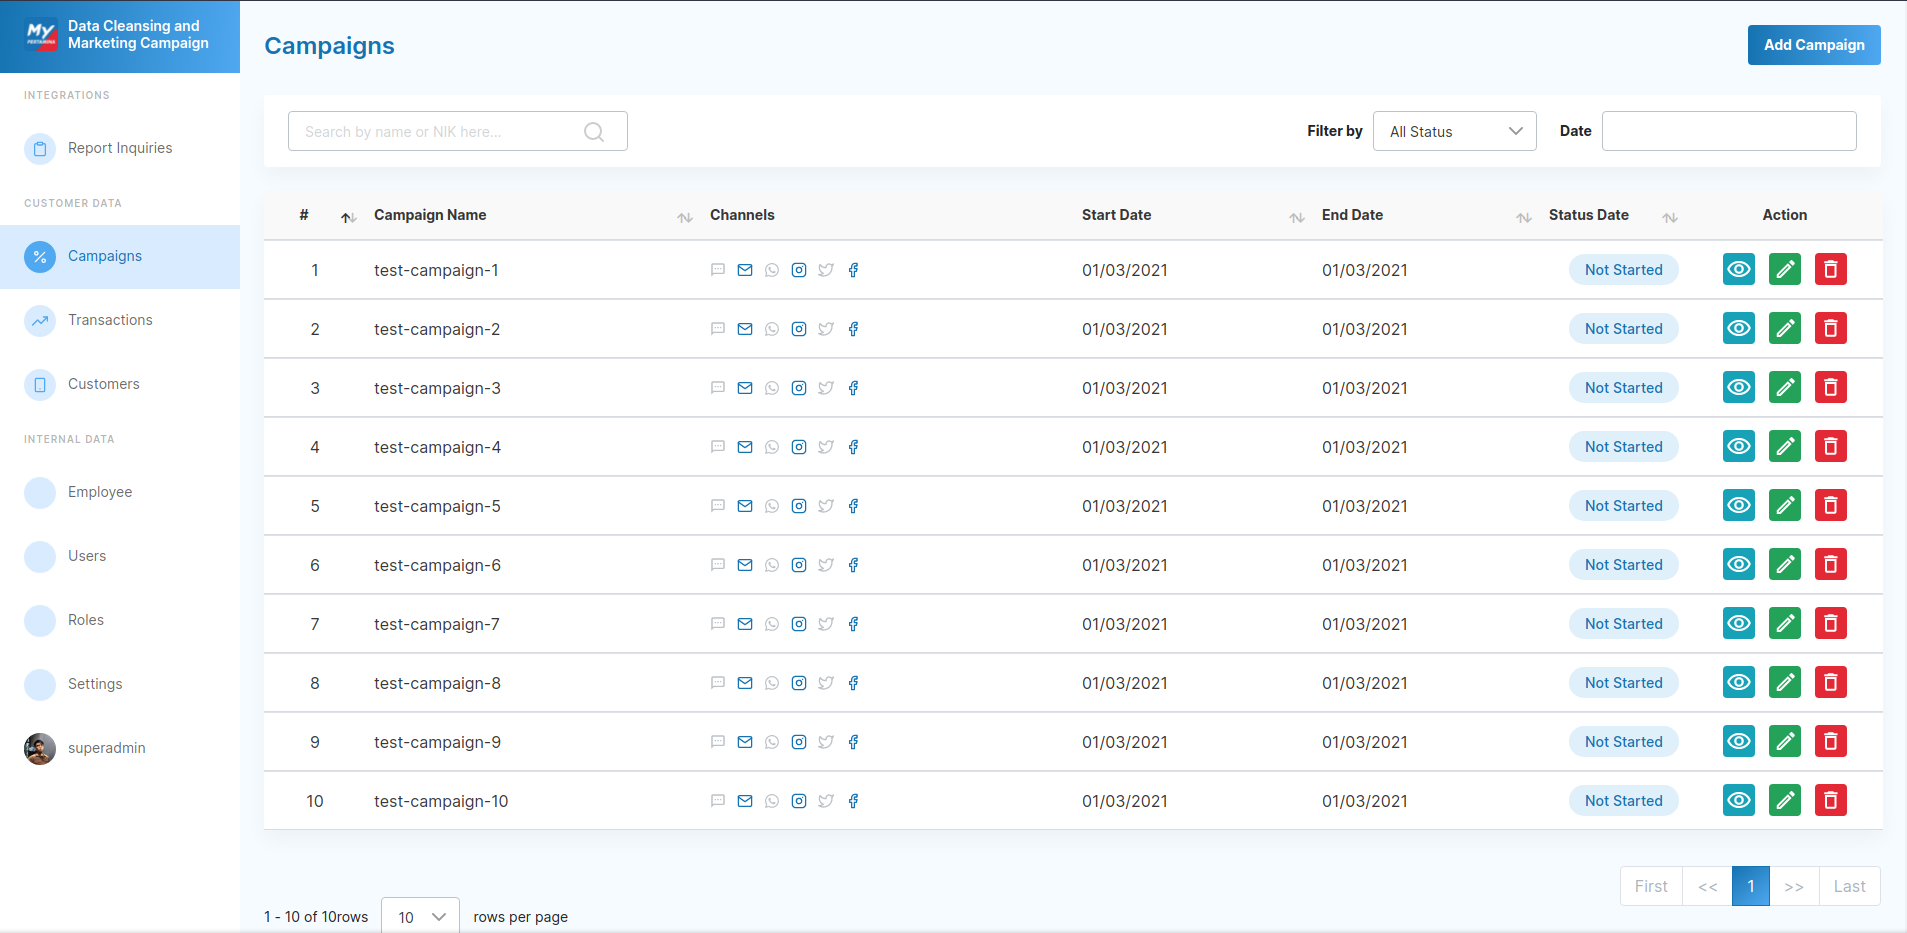 My
PERTAMINA
Data Cleansing and
Marketing Campaign
INTEGRATIONS
Report Inquiries
CUSTOMER DATA
Campaigns
Transactions
Customers
INTERNAL DATA
Employee
Users
Roles
Settings
superadmin
Campaigns
Add Campaign
Search by name or NIK here...
Filter by
All Status
Date
# Campaign Name Channels Start Date End Date Status Date Action
1 test-campaign-1 01/03/2021 01/03/2021 Not Started
2 test-campaign-2 01/03/2021 01/03/2021 Not Started
3 test-campaign-3 01/03/2021 01/03/2021 Not Started
4 test-campaign-4 01/03/2021 01/03/2021 Not Started
5 test-campaign-5 01/03/2021 01/03/2021 Not Started
6 test-campaign-6 01/03/2021 01/03/2021 Not Started
7 test-campaign-7 01/03/2021 01/03/2021 Not Started
8 test-campaign-8 01/03/2021 01/03/2021 Not Started
9 test-campaign-9 01/03/2021 01/03/2021 Not Started
10 test-campaign-10 01/03/2021 01/03/2021 Not Started
First << 1 >> Last
1 - 10 of 10rows 10 rows per page